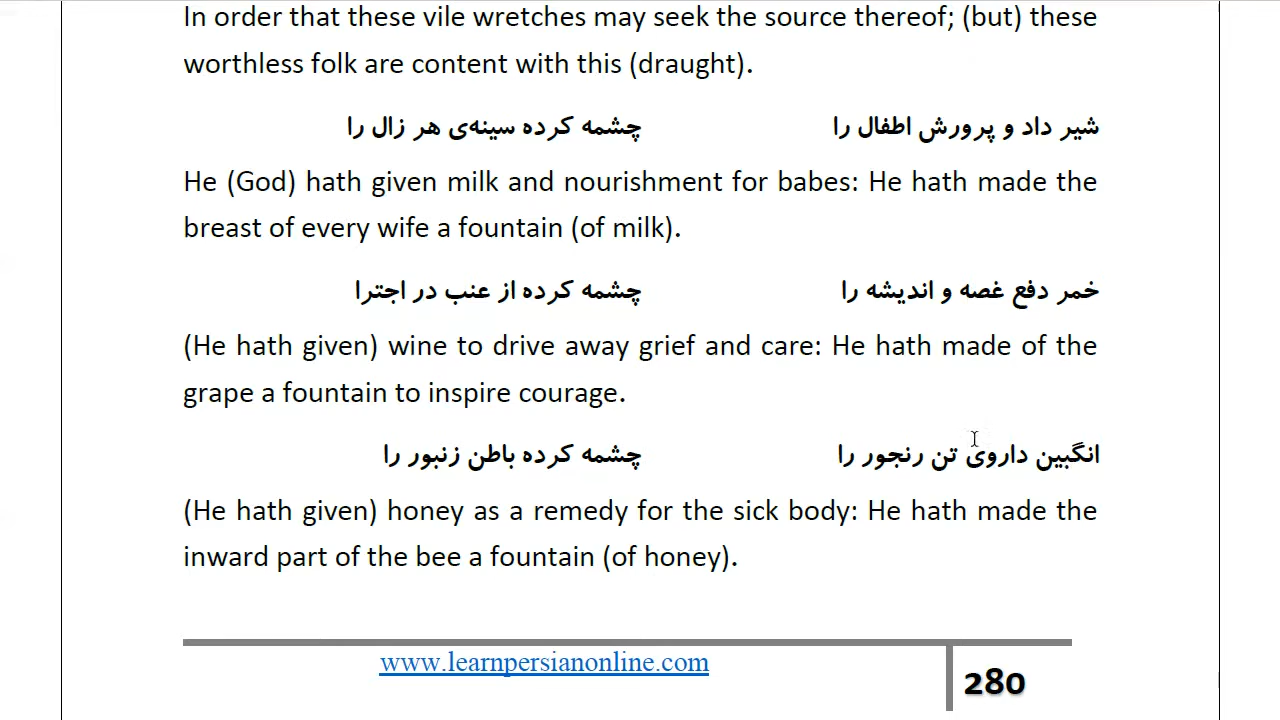 In order that these vile wretches may seek the source thereof; (but) these
worthless folk are content with this (draught).
شیر داد و پرورش اطفال را چشمه کرده سینه‌ی هر زال را
He (God) hath given milk and nourishment for babes: He hath made the
breast of every wife a fountain (of milk).
خمر دفع غصه و اندیشه را چشمه کرده از عنب در اجترا
(He hath given) wine to drive away grief and care: He hath made of the
grape a fountain to inspire courage.
انگبین داروی تن رنجور را چشمه کرده باطن زنبور را
(He hath given) honey as a remedy for the sick body: He hath made the
inward part of the bee a fountain (of honey).
www.learnpersianonline.com
280